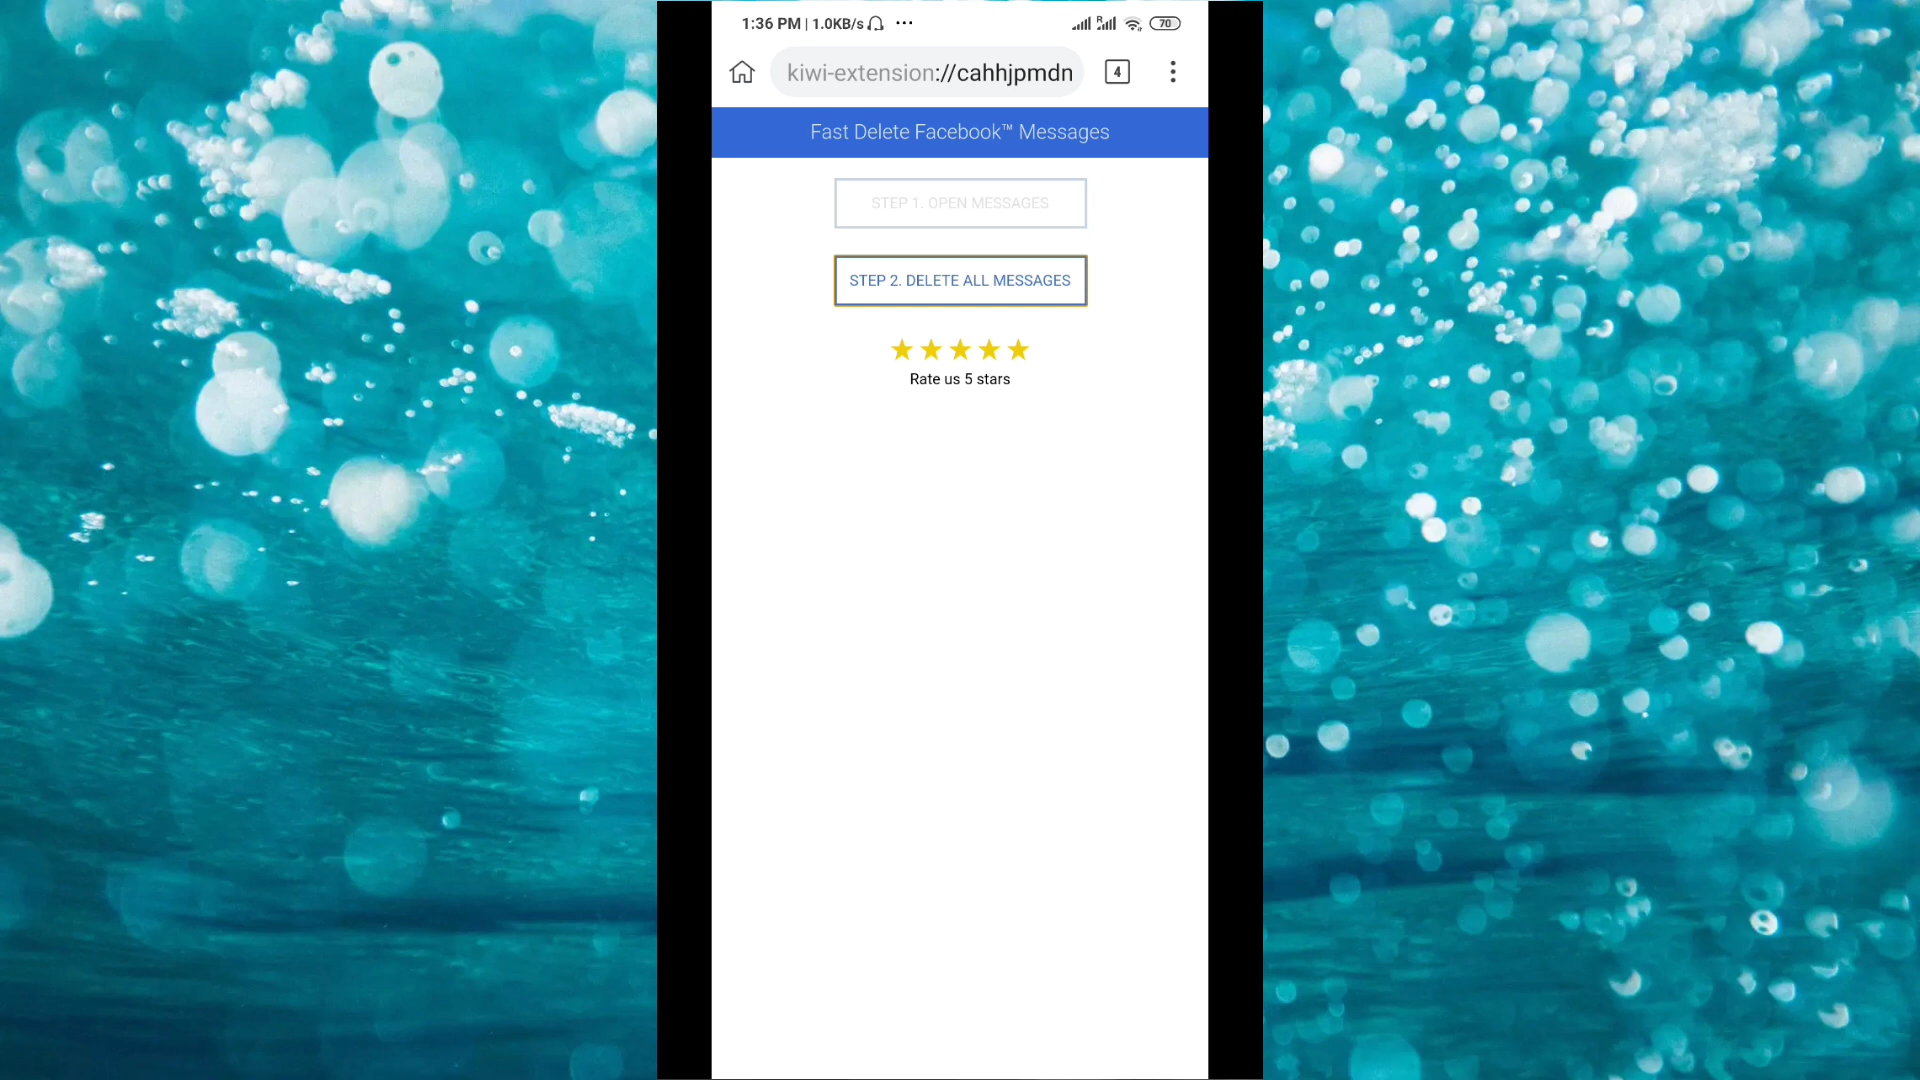 1:36 PM | 1.0KB/s ...
R 70
kiwi-extension://cahhjpmdn
4
Fast Delete Facebook™ Messages
STEP 1. OPEN MESSAGES
STEP 2. DELETE ALL MESSAGES
Rate us 5 stars